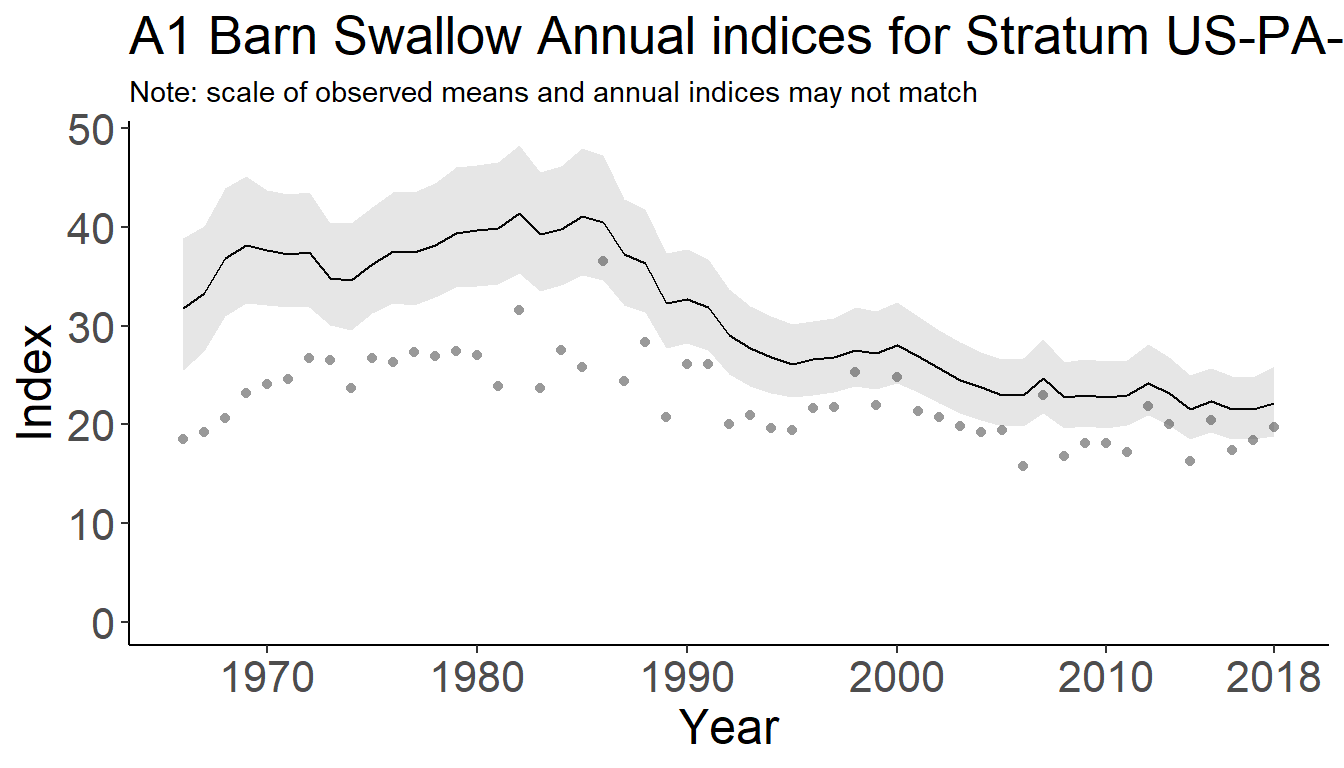 A1 Barn Swallow Annual indices for Stratum US-PA-
Note: scale of observed means and annual indices may not match
50
40
30
20
10
0
Index
1970 1980 1990 2000 2010 2018
Year